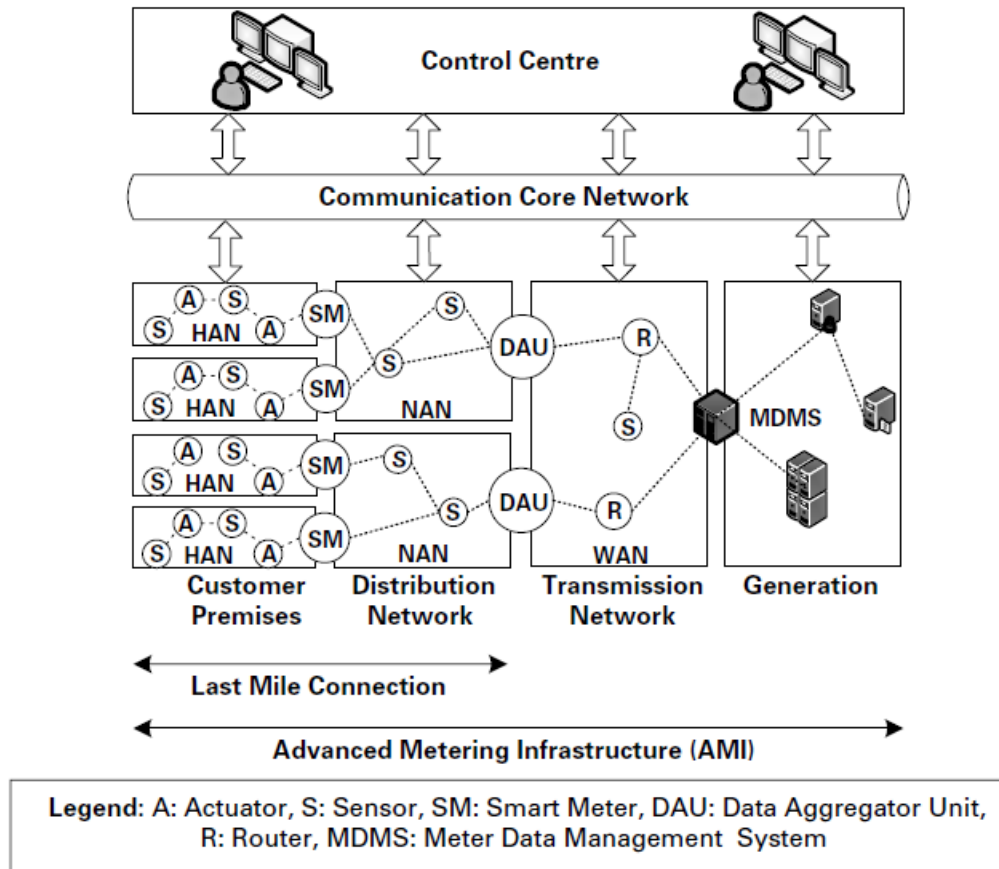 Control Centre
Communication Core Network
A S
S HAN A
SM
S
A S
S HAN A
SM
S
NAN
DAU
R
S
MDMS
A S
S HAN A
SM
S
A S
S HAN A
SM
S
NAN
DAU
R
WAN
Customer
Premises
Distribution
Network
Transmission
Network
Generation
Last Mile Connection
Advanced Metering Infrastructure (AMI)
Legend: A: Actuator, S: Sensor, SM: Smart Meter, DAU: Data Aggregator Unit,
R: Router, MDMS: Meter Data Management System